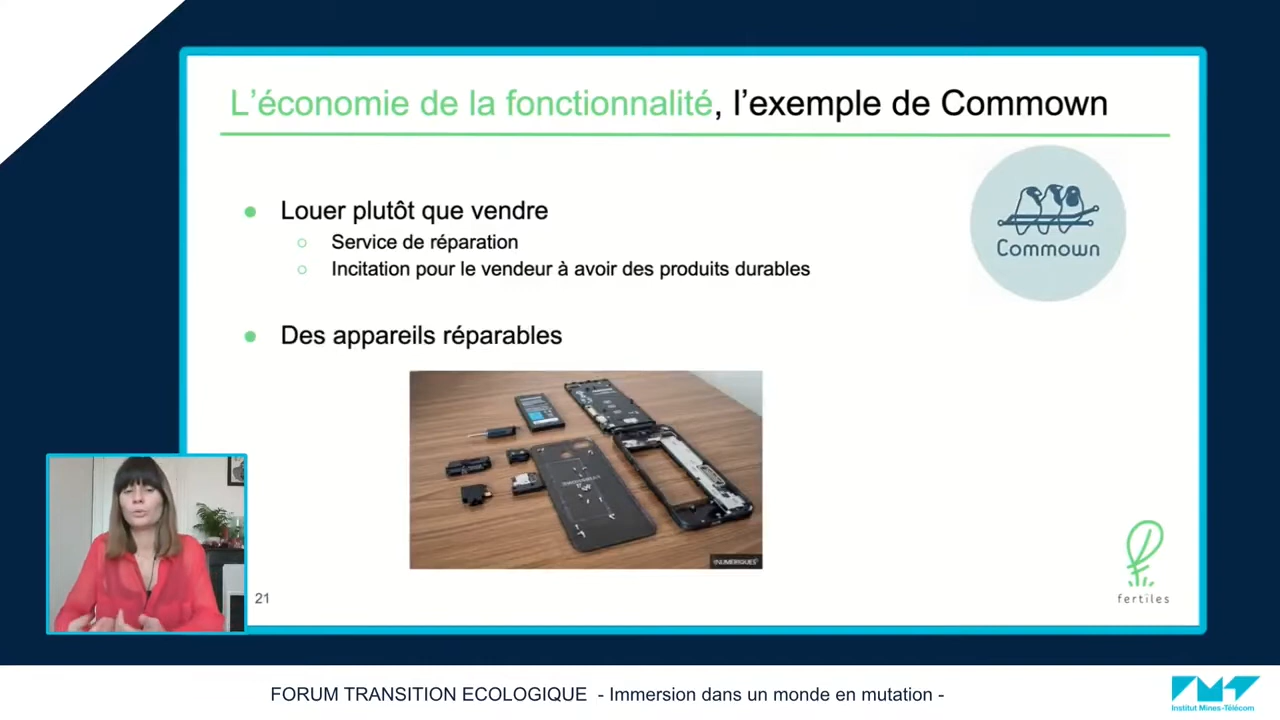 L'économie de la fonctionnalité, l'exemple de Commown
Commown
● Louer plutôt que vendre
○ Service de réparation
○ Incitation pour le vendeur à avoir des produits durables
● Des appareils réparables
NUMERIQUES
21
fertiles
FORUM TRANSITION ECOLOGIQUE - Immersion dans un monde en mutation -
IMT
Institut Mines-Télécom